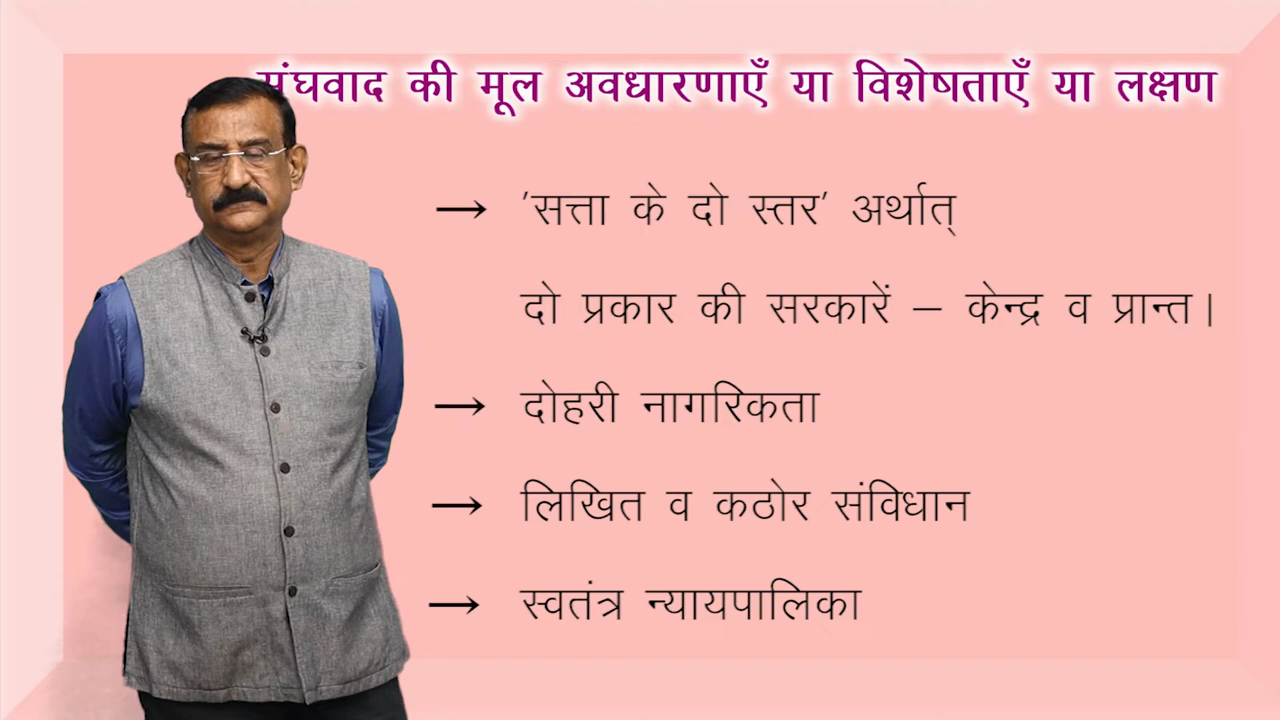 संघवाद की मूल अवधारणाएँ या विशेषताएँ या लक्षण
→ 'सत्ता के दो स्तर' अर्थात्
दो प्रकार की सरकारें – केन्द्र व प्रान्त।
→ दोहरी नागरिकता
→ लिखित व कठोर संविधान
→ स्वतंत्र न्यायपालिका